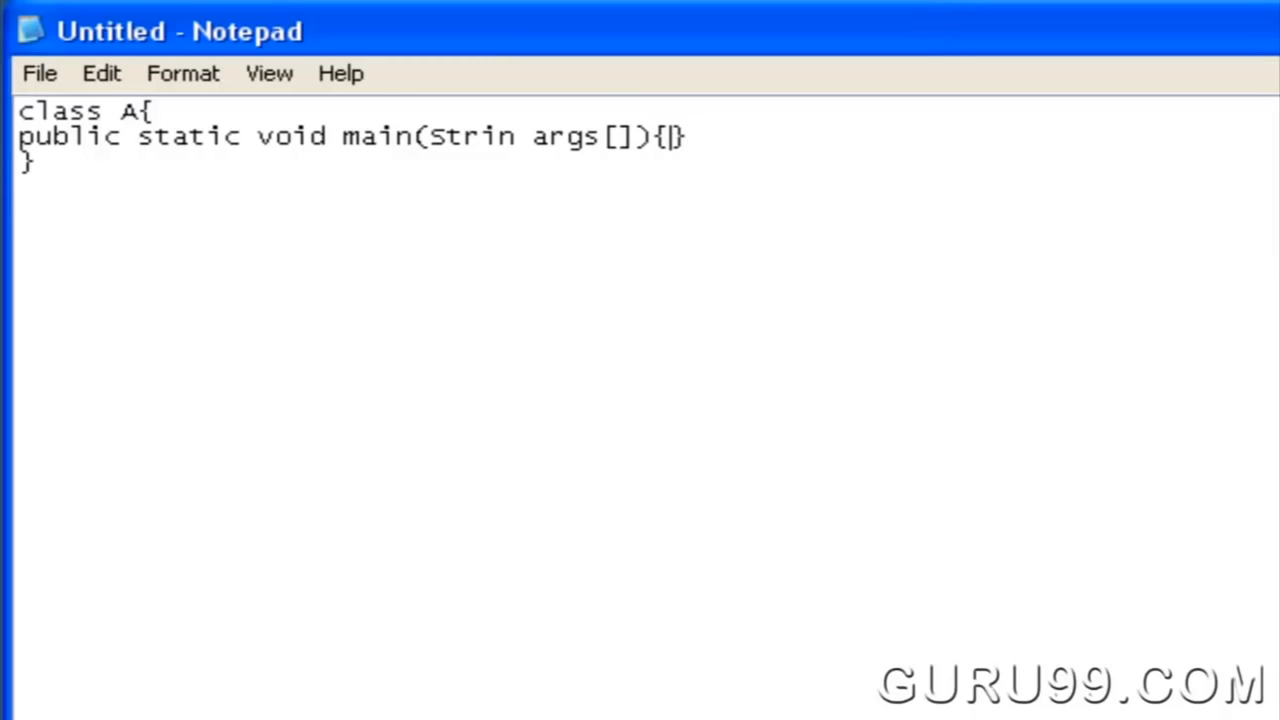 Untitled - Notepad
File Edit Format View Help
class A{
public static void main(Strin args[]){}
}
GURU99.COM